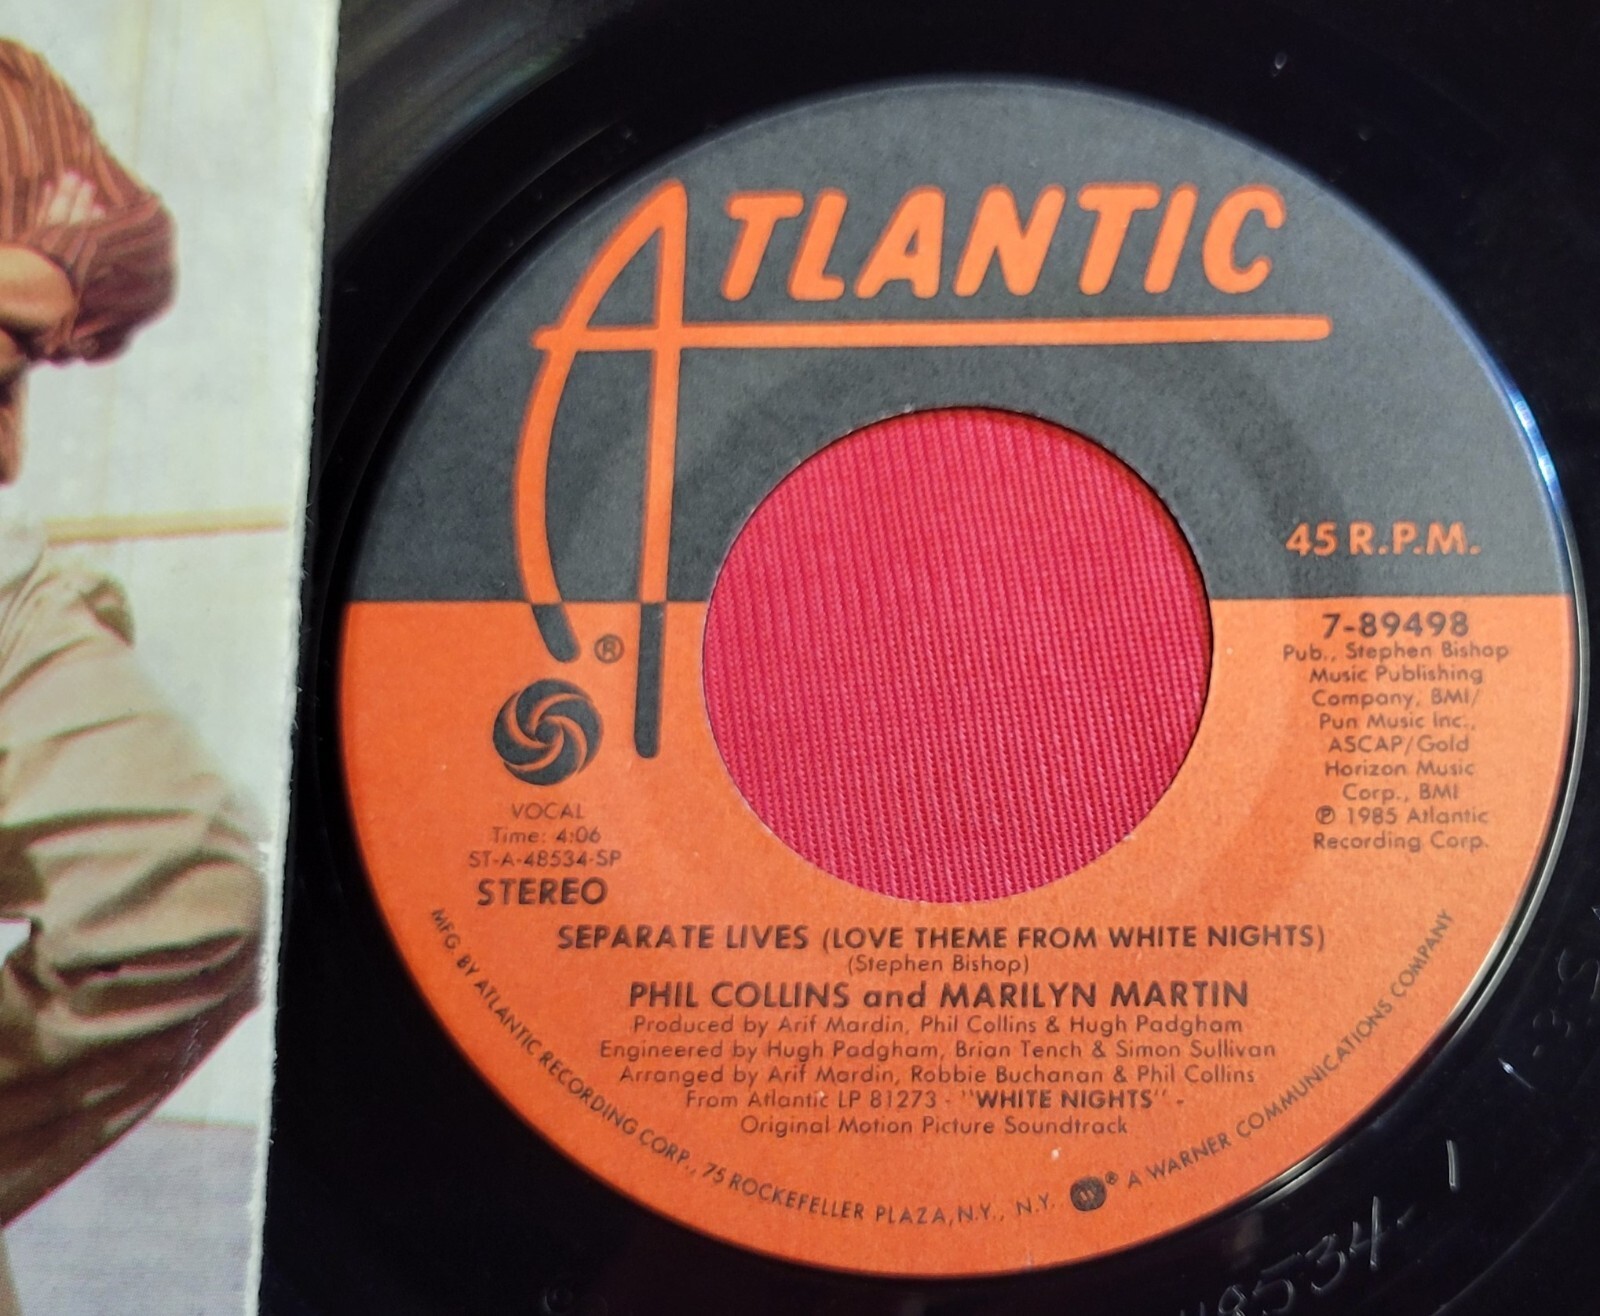 ATLANTIC
45 R.P.M.
®
7-89498
Pub., Stephen Bishop
Music Publishing
Company, BMI/
Pun Music Inc.,
ASCAP/Gold
Horizon Music
Corp., BMI
℗ 1985 Atlantic
Recording Corp.
VOCAL
Time: 4:06
ST-A-48534-SP
STEREO
SEPARATE LIVES (LOVE THEME FROM WHITE NIGHTS)
(Stephen Bishop)
PHIL COLLINS and MARILYN MARTIN
Produced by Arif Mardin, Phil Collins & Hugh Padgham
Engineered by Hugh Padgham, Brian Tench & Simon Sullivan
Arranged by Arif Mardin, Robbie Buchanan & Phil Collins
From Atlantic LP 81273 - "WHITE NIGHTS" -
Original Motion Picture Soundtrack
MFG. BY ATLANTIC RECORDING CORP., 75 ROCKEFELLER PLAZA, N.Y., N.Y. ® A WARNER COMMUNICATIONS COMPANY
48534-1